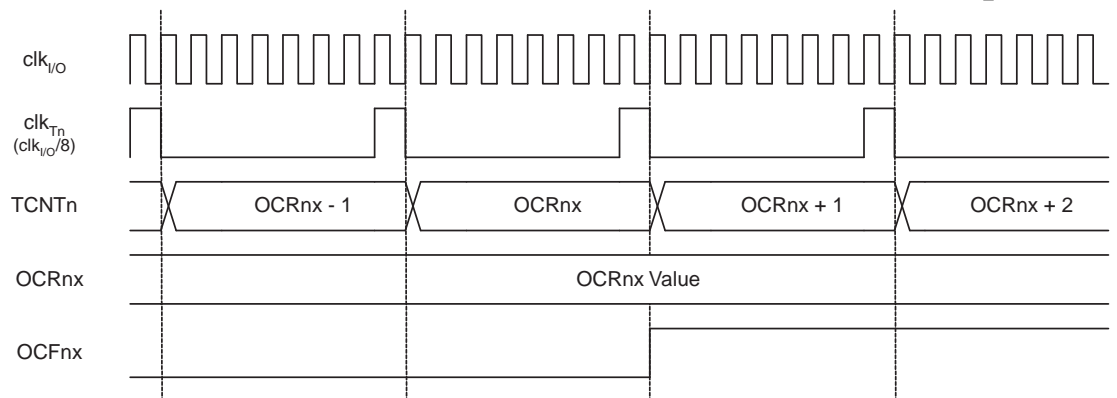 clkI/O
clkTn
(clkI/O/8)
TCNTn
OCRnx - 1
OCRnx
OCRnx + 1
OCRnx + 2
OCRnx
OCRnx Value
OCFnx